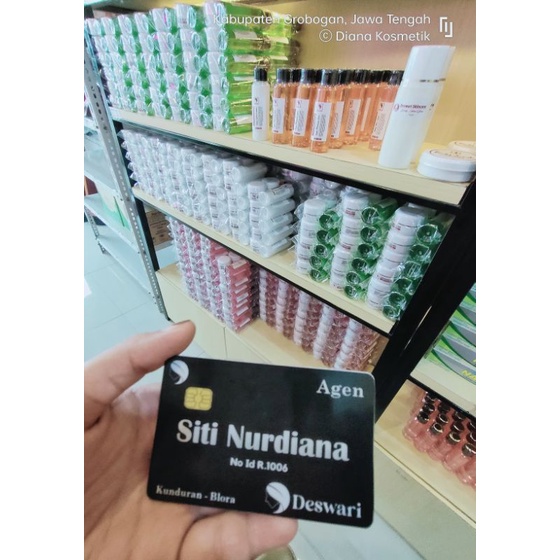 Kabupaten Grobogan, Jawa Tengah
© Diana Kosmetik
Agen
Siti Nurdiana
No Id R.1006
Kunduran - Blora
Deswari